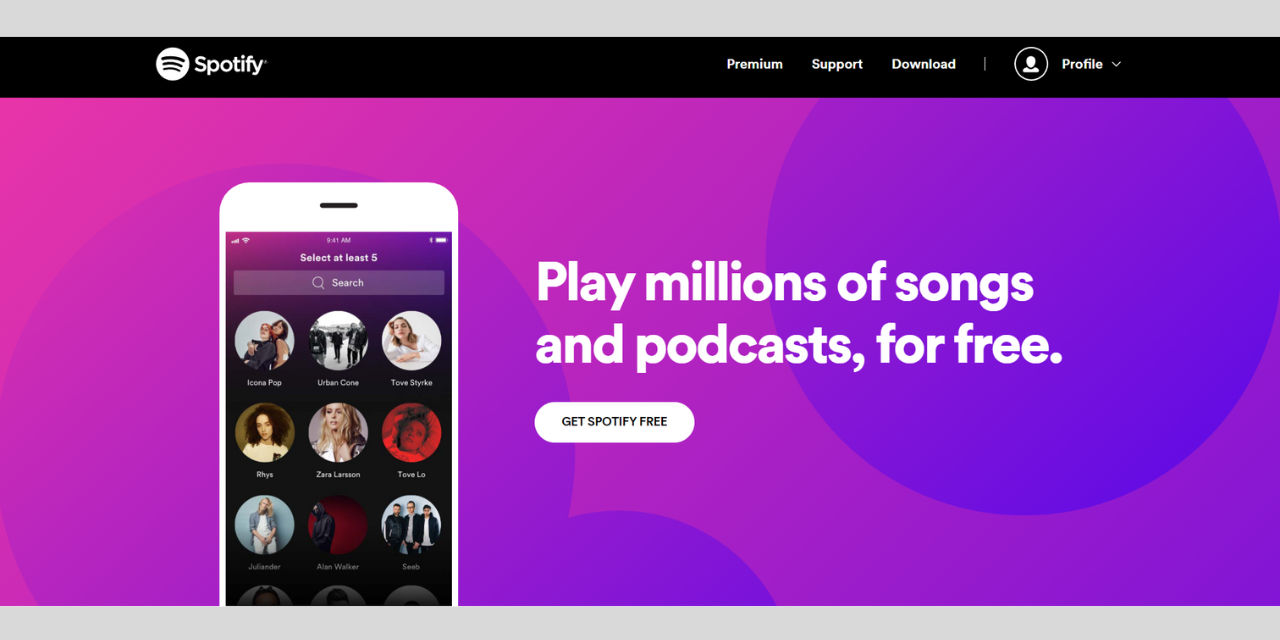 Spotify®
Premium
Support
Download
Profile
9:41 AM
Select at least 5
Search
Icona Pop
Urban Cone
Tove Styrke
Rhys
Zara Larsson
Tove Lo
Juliander
Alan Walker
Seeb
Play millions of songs
and podcasts, for free.
GET SPOTIFY FREE